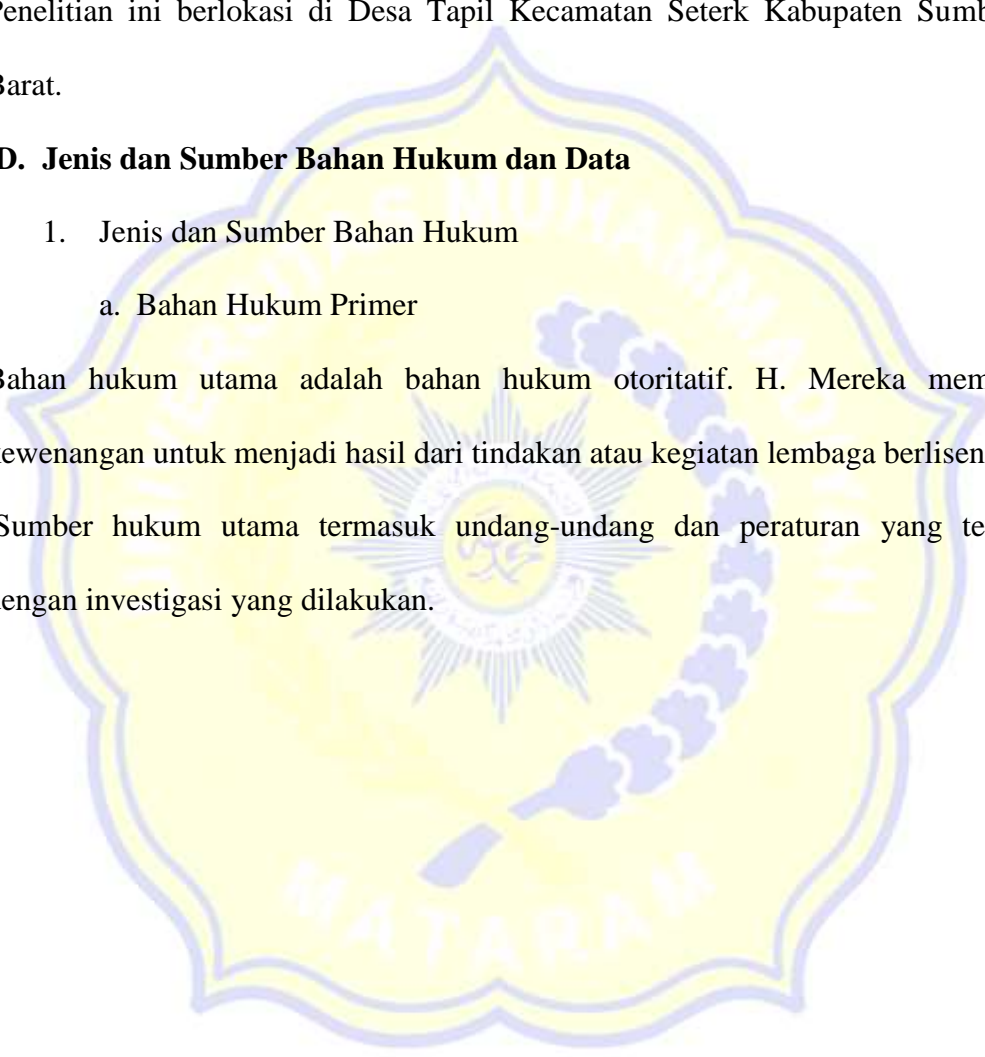 Penelitian ini berlokasi di Desa Tapil Kecamatan Seterk Kabupaten Sumb
Barat.
D. Jenis dan Sumber Bahan Hukum dan Data
1. Jenis dan Sumber Bahan Hukum
a. Bahan Hukum Primer
Bahan hukum utama adalah bahan hukum otoritatif. H. Mereka mem
kewenangan untuk menjadi hasil dari tindakan atau kegiatan lembaga berlisen
Sumber hukum utama termasuk undang-undang dan peraturan yang te
dengan investigasi yang dilakukan.
UNIVERSITAS MUHAMMADIYAH
MATARAM